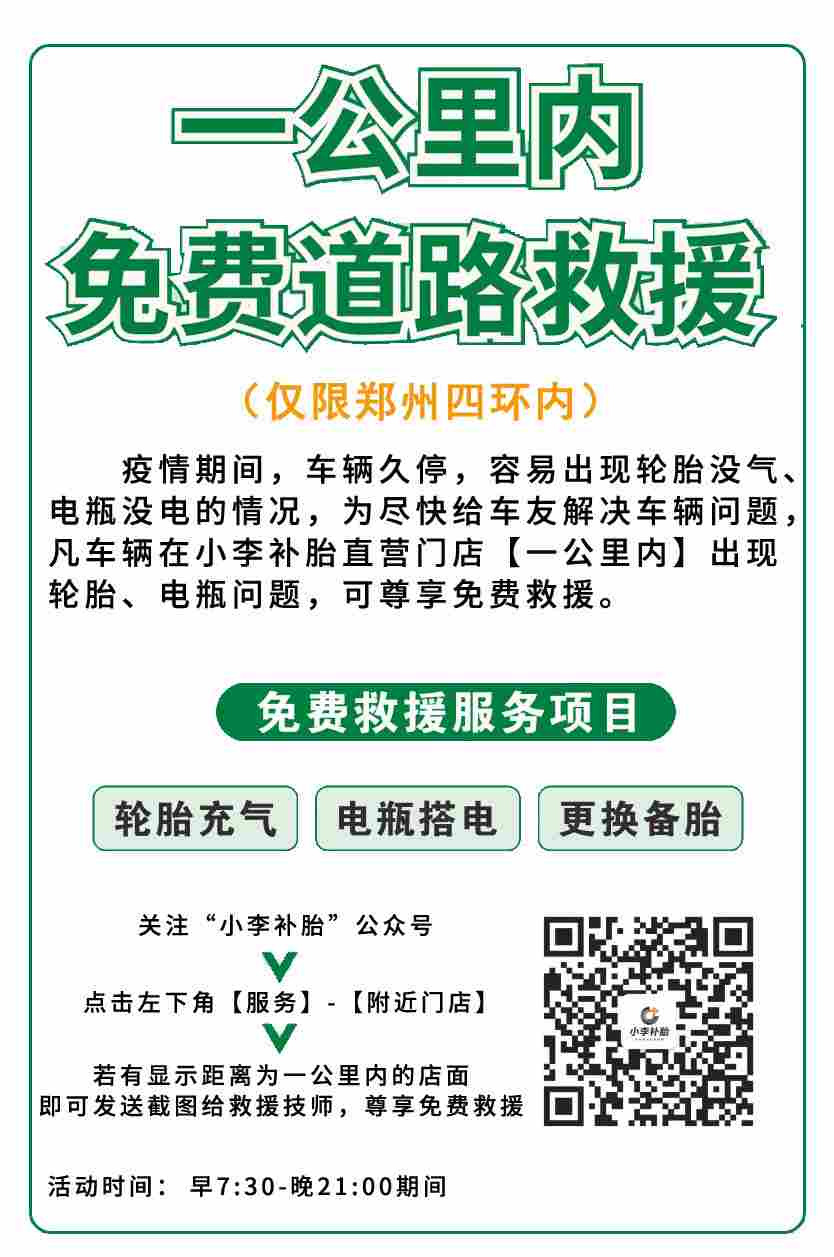 一公里内
免费道路救援
（仅限郑州四环内）
疫情期间，车辆久停，容易出现轮胎没气、
电瓶没电的情况，为尽快给车友解决车辆问题，
凡车辆在小李补胎直营门店【一公里内】出现
轮胎、电瓶问题，可尊享免费救援。
免费救援服务项目
轮胎充气 电瓶搭电 更换备胎
关注“小李补胎”公众号
点击左下角【服务】-【附近门店】
若有显示距离为一公里内的店面
即可发送截图给救援技师，尊享免费救援
小李补胎
活动时间： 早7:30-晚21:00期间